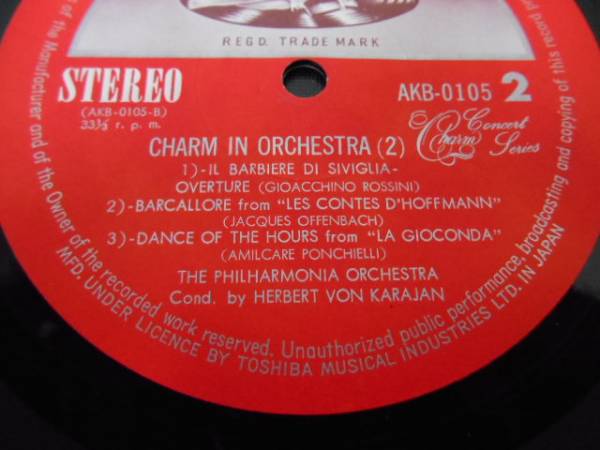 REGD. TRADE MARK
STEREO
(AKB-0105-B)
33⅓ r. p. m.
AKB-0105 2
CHARM IN ORCHESTRA (2)
Charm Concert Series
1)-IL BARBIERE DI SIVIGLIA-
OVERTURE (GIOACCHINO ROSSINI)
2)-BARCALLORE from "LES CONTES D'HOFFMANN"
(JACQUES OFFENBACH)
3)-DANCE OF THE HOURS from "LA GIOCONDA"
(AMILCARE PONCHIELLI)
THE PHILHARMONIA ORCHESTRA
Cond. by HERBERT VON KARAJAN
of the Manufacturer and of the Owner of the recorded work reserved. Unauthorized public performance, broadcasting and copying of this record
MFD. UNDER LICENCE BY TOSHIBA MUSICAL INDUSTRIES LTD. IN JAPAN